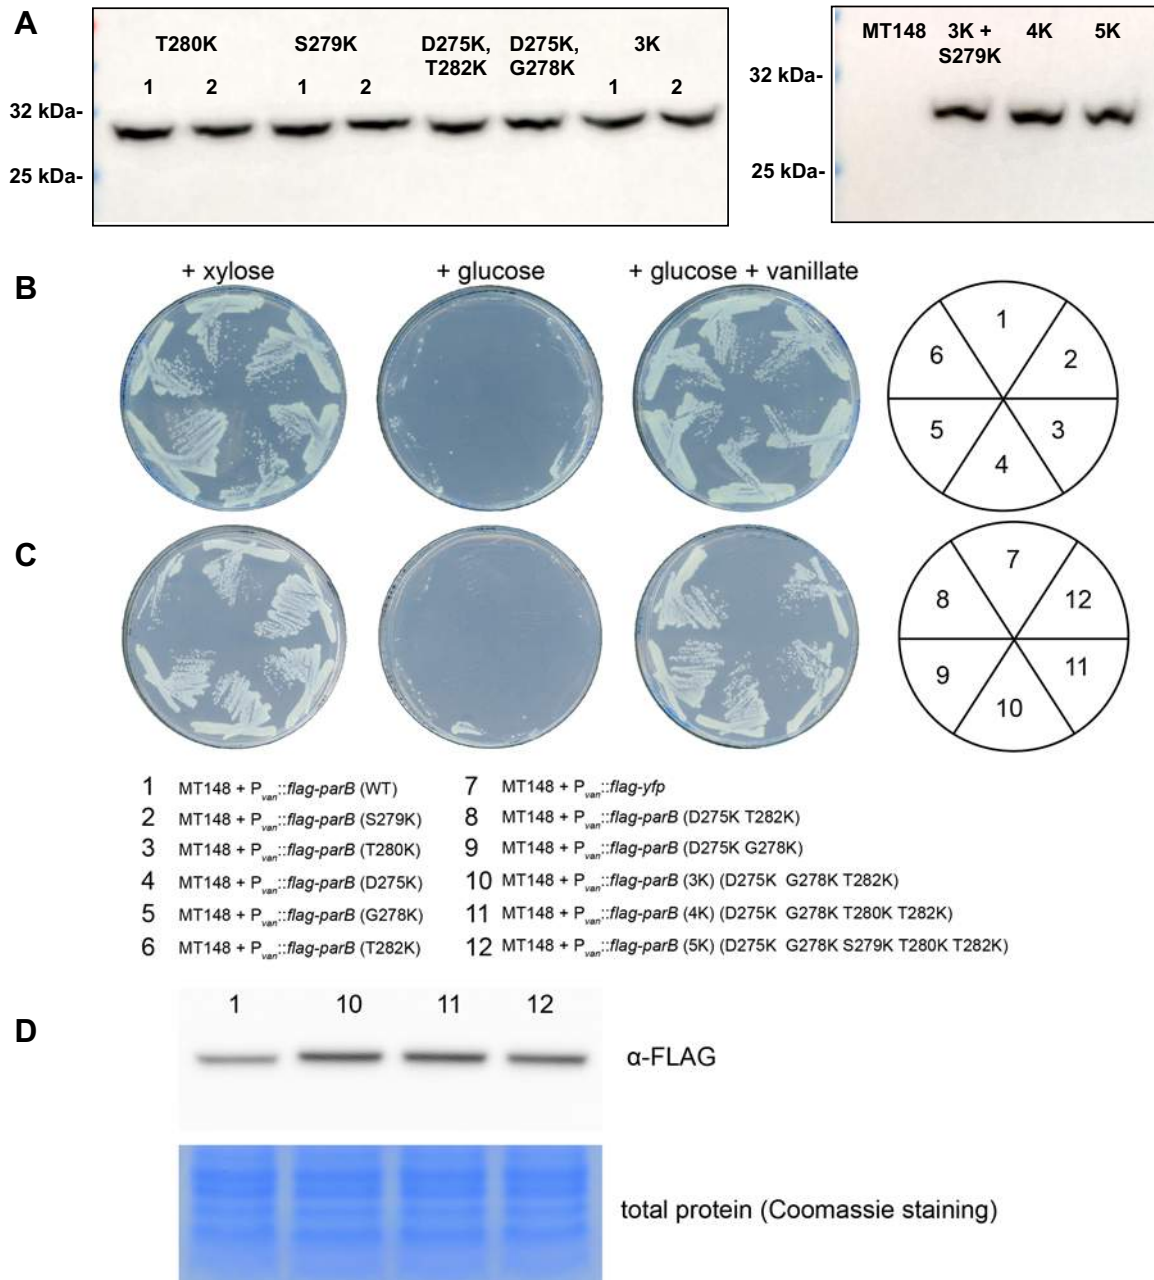 A
T280K S279K D275K, D275K, 3K
T282K G278K
1 2 1 2 1 2
32 kDa-
25 kDa-
MT148 3K + 4K 5K
S279K
32 kDa-
25 kDa-
B
+ xylose + glucose + glucose + vanillate
1
2
3
4
5
6
C
7
12
11
10
9
8
1 MT148 + Pvan::flag-parB (WT)
2 MT148 + Pvan::flag-parB (S279K)
3 MT148 + Pvan::flag-parB (T280K)
4 MT148 + Pvan::flag-parB (D275K)
5 MT148 + Pvan::flag-parB (G278K)
6 MT148 + Pvan::flag-parB (T282K)
7 MT148 + Pvan::flag-yfp
8 MT148 + Pvan::flag-parB (D275K T282K)
9 MT148 + Pvan::flag-parB (D275K G278K)
10 MT148 + Pvan::flag-parB (3K) (D275K G278K T282K)
11 MT148 + Pvan::flag-parB (4K) (D275K G278K T280K T282K)
12 MT148 + Pvan::flag-parB (5K) (D275K G278K S279K T280K T282K)
D
1 10 11 12
α-FLAG
total protein (Coomassie staining)